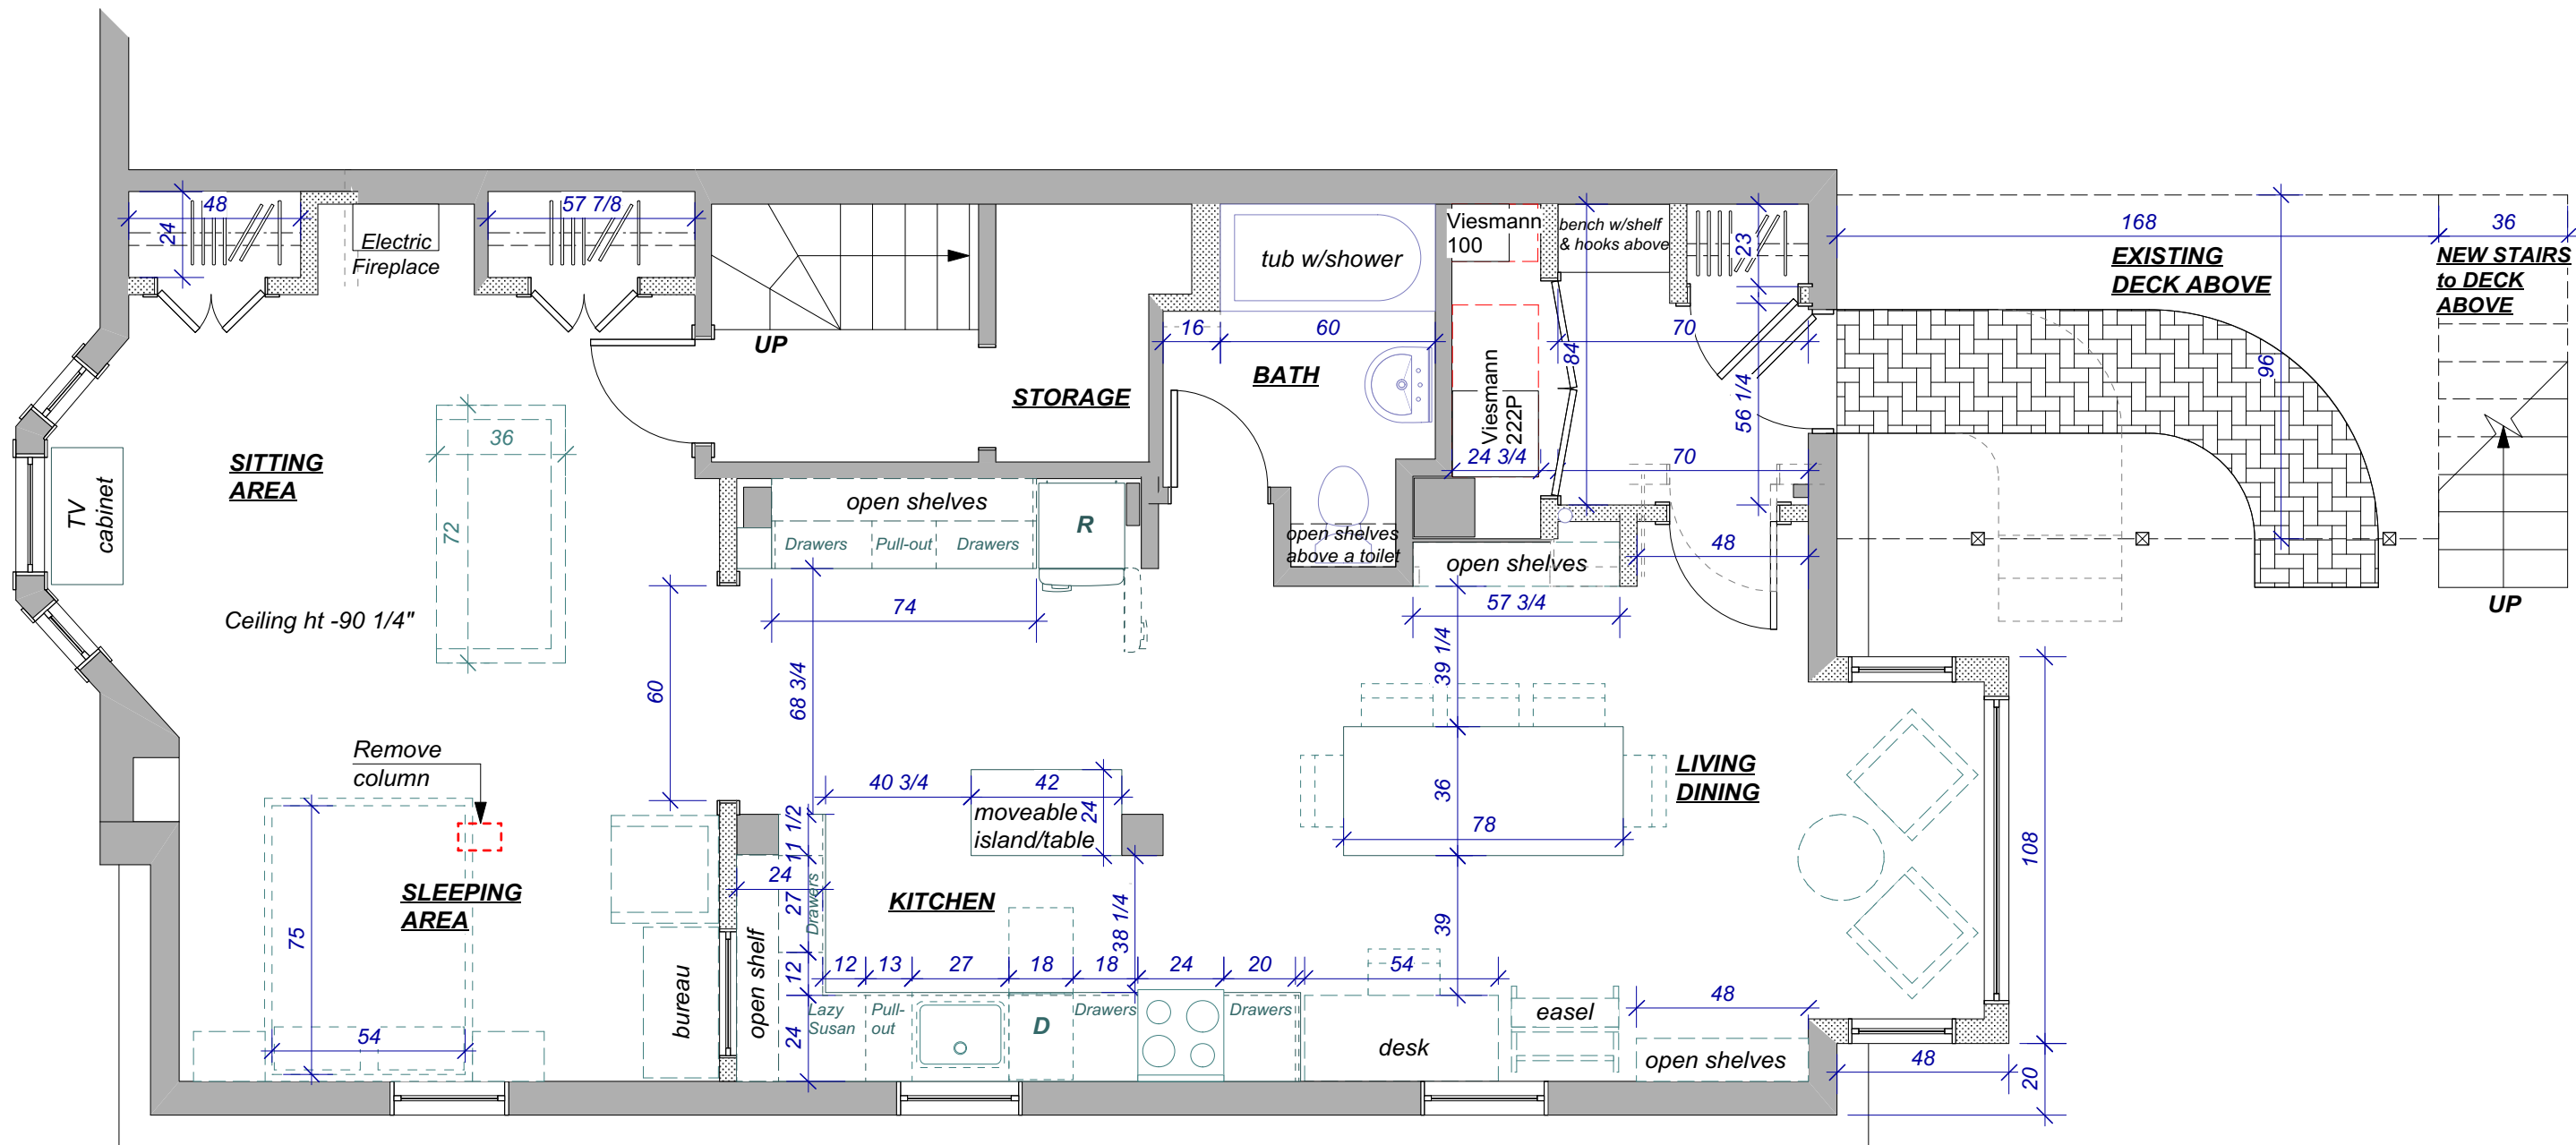 48
24
Electric
Fireplace
57 7/8
UP
STORAGE
tub w/shower
16
60
BATH
Viesmann
100
Viesmann
222P
24 3/4
84
bench w/shelf
& hooks above
23
70
56 1/4
70
168
EXISTING
DECK ABOVE
96
36
NEW STAIRS
to DECK
ABOVE
UP
SITTING
AREA
36
72
TV
cabinet
Ceiling ht -90 1/4"
open shelves
Drawers
Pull-out
Drawers
R
74
open shelves
above a toilet
open shelves
48
57 3/4
39 1/4
60
68 3/4
Remove
column
40 3/4
42
24
moveable
island/table
36
78
LIVING
DINING
108
11 1/2
24
27
Drawers
12
24
SLEEPING
AREA
75
54
bureau
open shelf
KITCHEN
38 1/4
39
12
13
27
18
18
24
20
54
Lazy
Susan
Pull-
out
D
Drawers
Drawers
desk
easel
48
open shelves
48
20